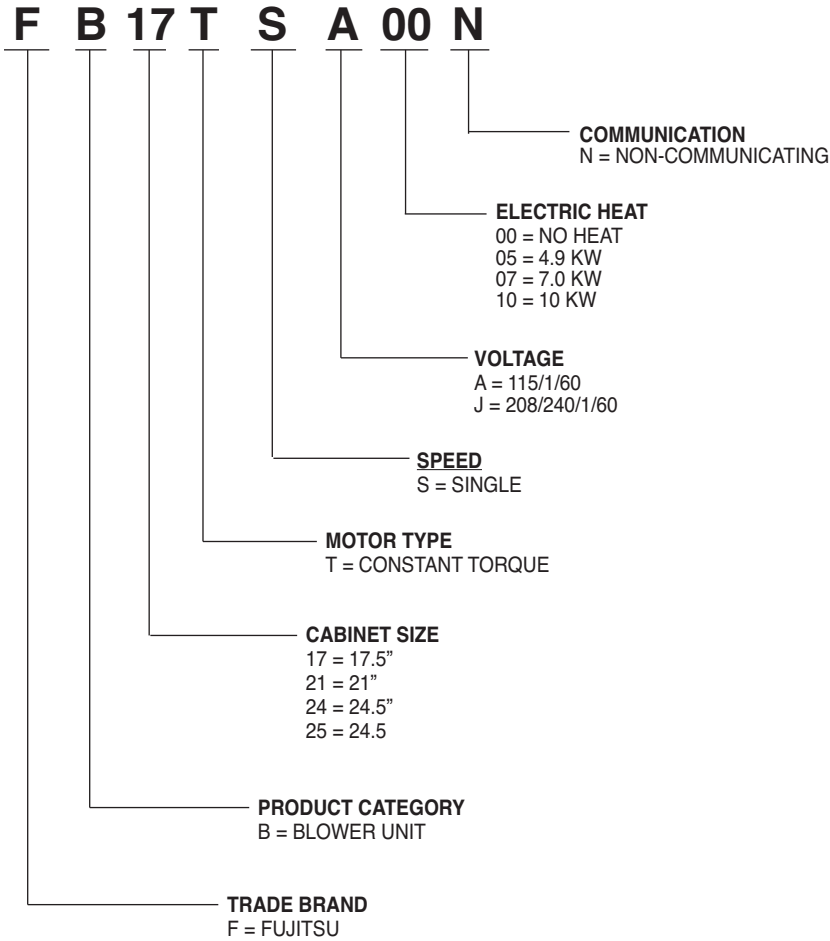 F B 17 T S A 00 N
COMMUNICATION
N = NON-COMMUNICATING
ELECTRIC HEAT
00 = NO HEAT
05 = 4.9 KW
07 = 7.0 KW
10 = 10 KW
VOLTAGE
A = 115/1/60
J = 208/240/1/60
SPEED
S = SINGLE
MOTOR TYPE
T = CONSTANT TORQUE
CABINET SIZE
17 = 17.5”
21 = 21”
24 = 24.5”
25 = 24.5
PRODUCT CATEGORY
B = BLOWER UNIT
TRADE BRAND
F = FUJITSU